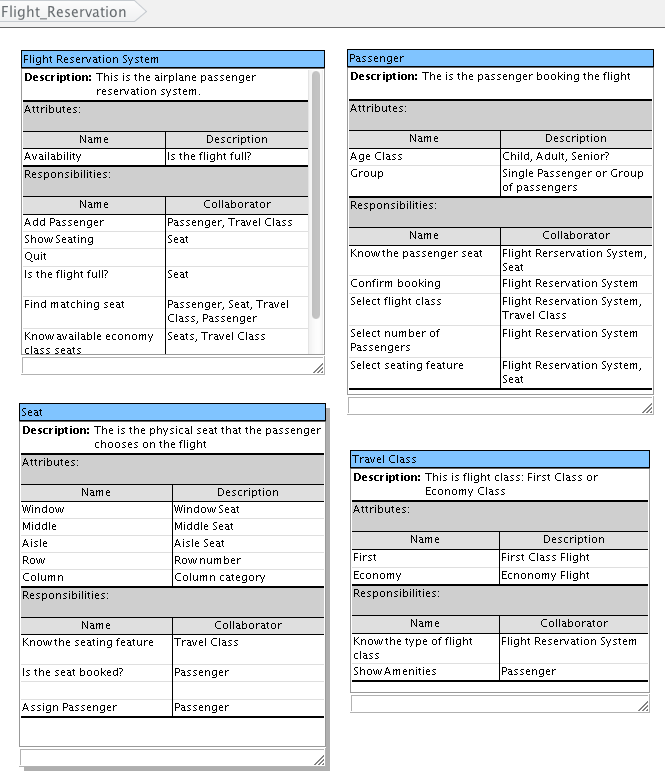 Flight_Reservation
Flight Reservation System
Description: This is the airplane passenger
reservation system.
Attributes:
Name Description
Availability Is the flight full?
Responsibilities:
Name Collaborator
Add Passenger Passenger, Travel Class
Show Seating Seat
Quit
Is the flight full? Seat
Find matching seat Passenger, Seat, Travel
Class, Passenger
Know available economy Seats, Travel Class
class seats
Passenger
Description: The is the passenger booking the flight
Attributes:
Name Description
Age Class Child, Adult, Senior?
Group Single Passenger or Group
of passengers
Responsibilities:
Name Collaborator
Know the passenger seat Flight Rerservation System,
Seat
Confirm booking Flight Reservation System
Select flight class Flight Reservation System,
Travel Class
Select number of Flight Reservation System
Passengers
Select seating feature Flight Reservation System,
Seat
Seat
Description: The is the physical seat that the passenger
chooses on the flight
Attributes:
Name Description
Window Window Seat
Middle Middle Seat
Aisle Aisle Seat
Row Row number
Column Column category
Responsibilities:
Name Collaborator
Know the seating feature Travel Class
Is the seat booked? Passenger
Assign Passenger Passenger
Travel Class
Description: This is flight class: First Class or
Economy Class
Attributes:
Name Description
First First Class Flight
Economy Ecnonomy Flight
Responsibilities:
Name Collaborator
Know the type of flight Flight Reservation System
class
Show Amenities Passenger